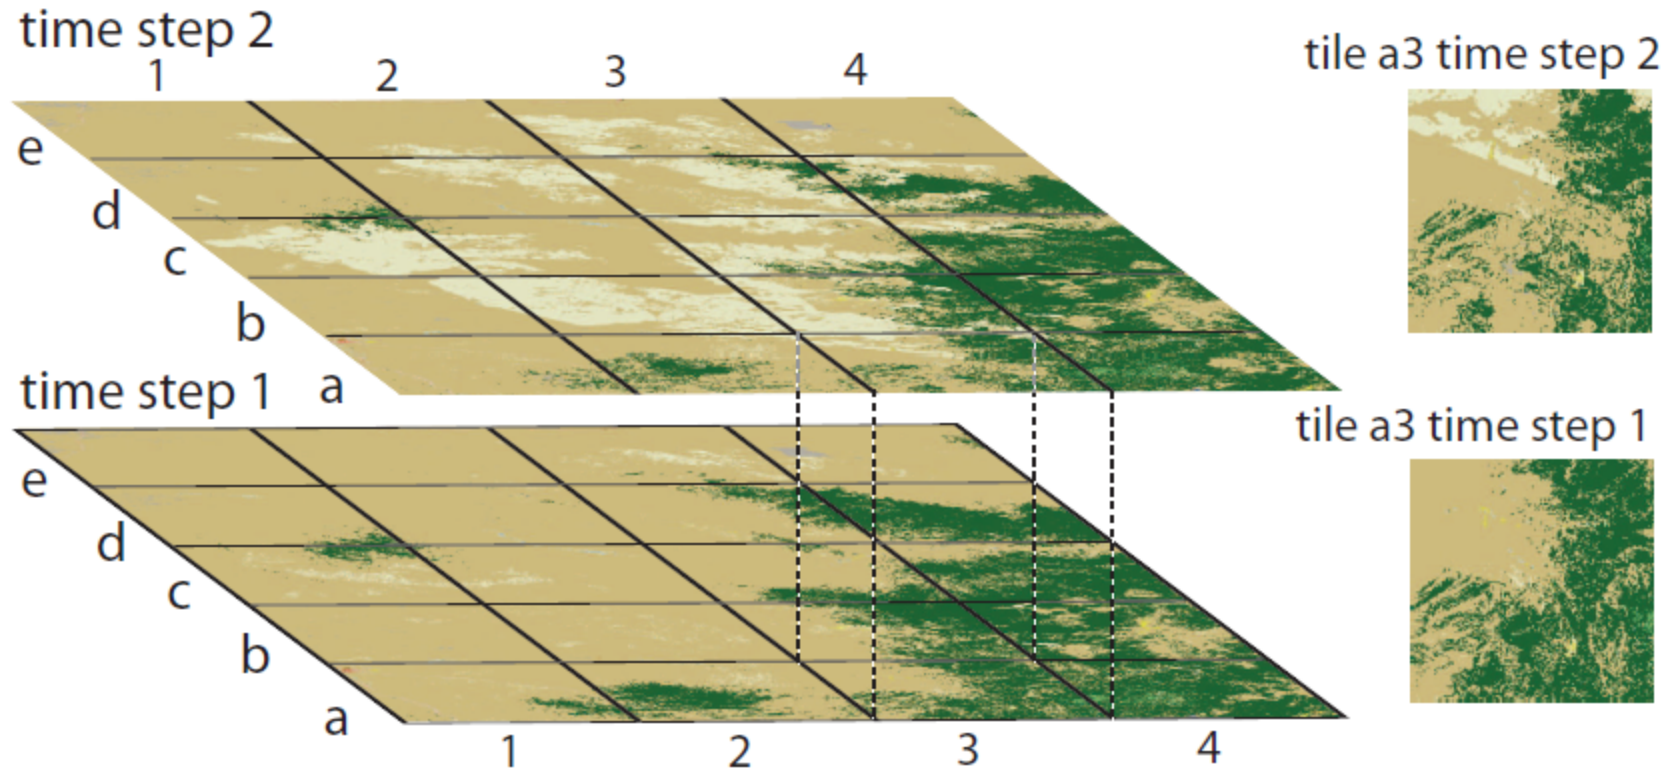 time step 2
1 2 3 4
e
d
c
b
a
time step 1
e
d
c
b
a
1 2 3 4
tile a3 time step 2
tile a3 time step 1